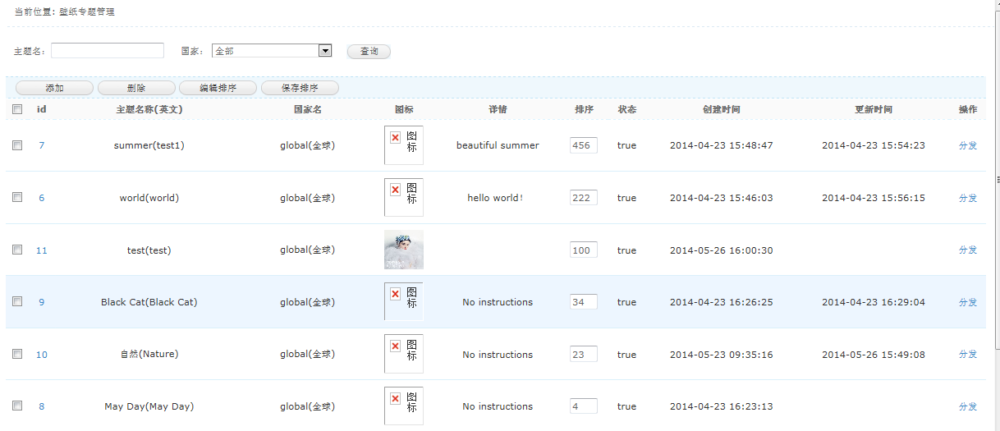 当前位置: 壁纸专题管理
主题名: 国家: 全部 查询
添加 删除 编辑排序 保存排序
id 主题名称(英文) 国家名 图标 详情 排序 状态 创建时间 更新时间 操作
7 summer(test1) global(全球) 图标 beautiful summer 456 true 2014-04-23 15:48:47 2014-04-23 15:54:23 分发
6 world(world) global(全球) 图标 hello world! 222 true 2014-04-23 15:46:03 2014-04-23 15:56:15 分发
11 test(test) global(全球) 100 true 2014-05-26 16:00:30 分发
9 Black Cat(Black Cat) global(全球) 图标 No instructions 34 true 2014-04-23 16:26:25 2014-04-23 16:29:04 分发
10 自然(Nature) global(全球) 图标 No instructions 23 true 2014-05-23 09:35:16 2014-05-26 15:49:08 分发
8 May Day(May Day) global(全球) 图标 No instructions 4 true 2014-04-23 16:23:13 分发